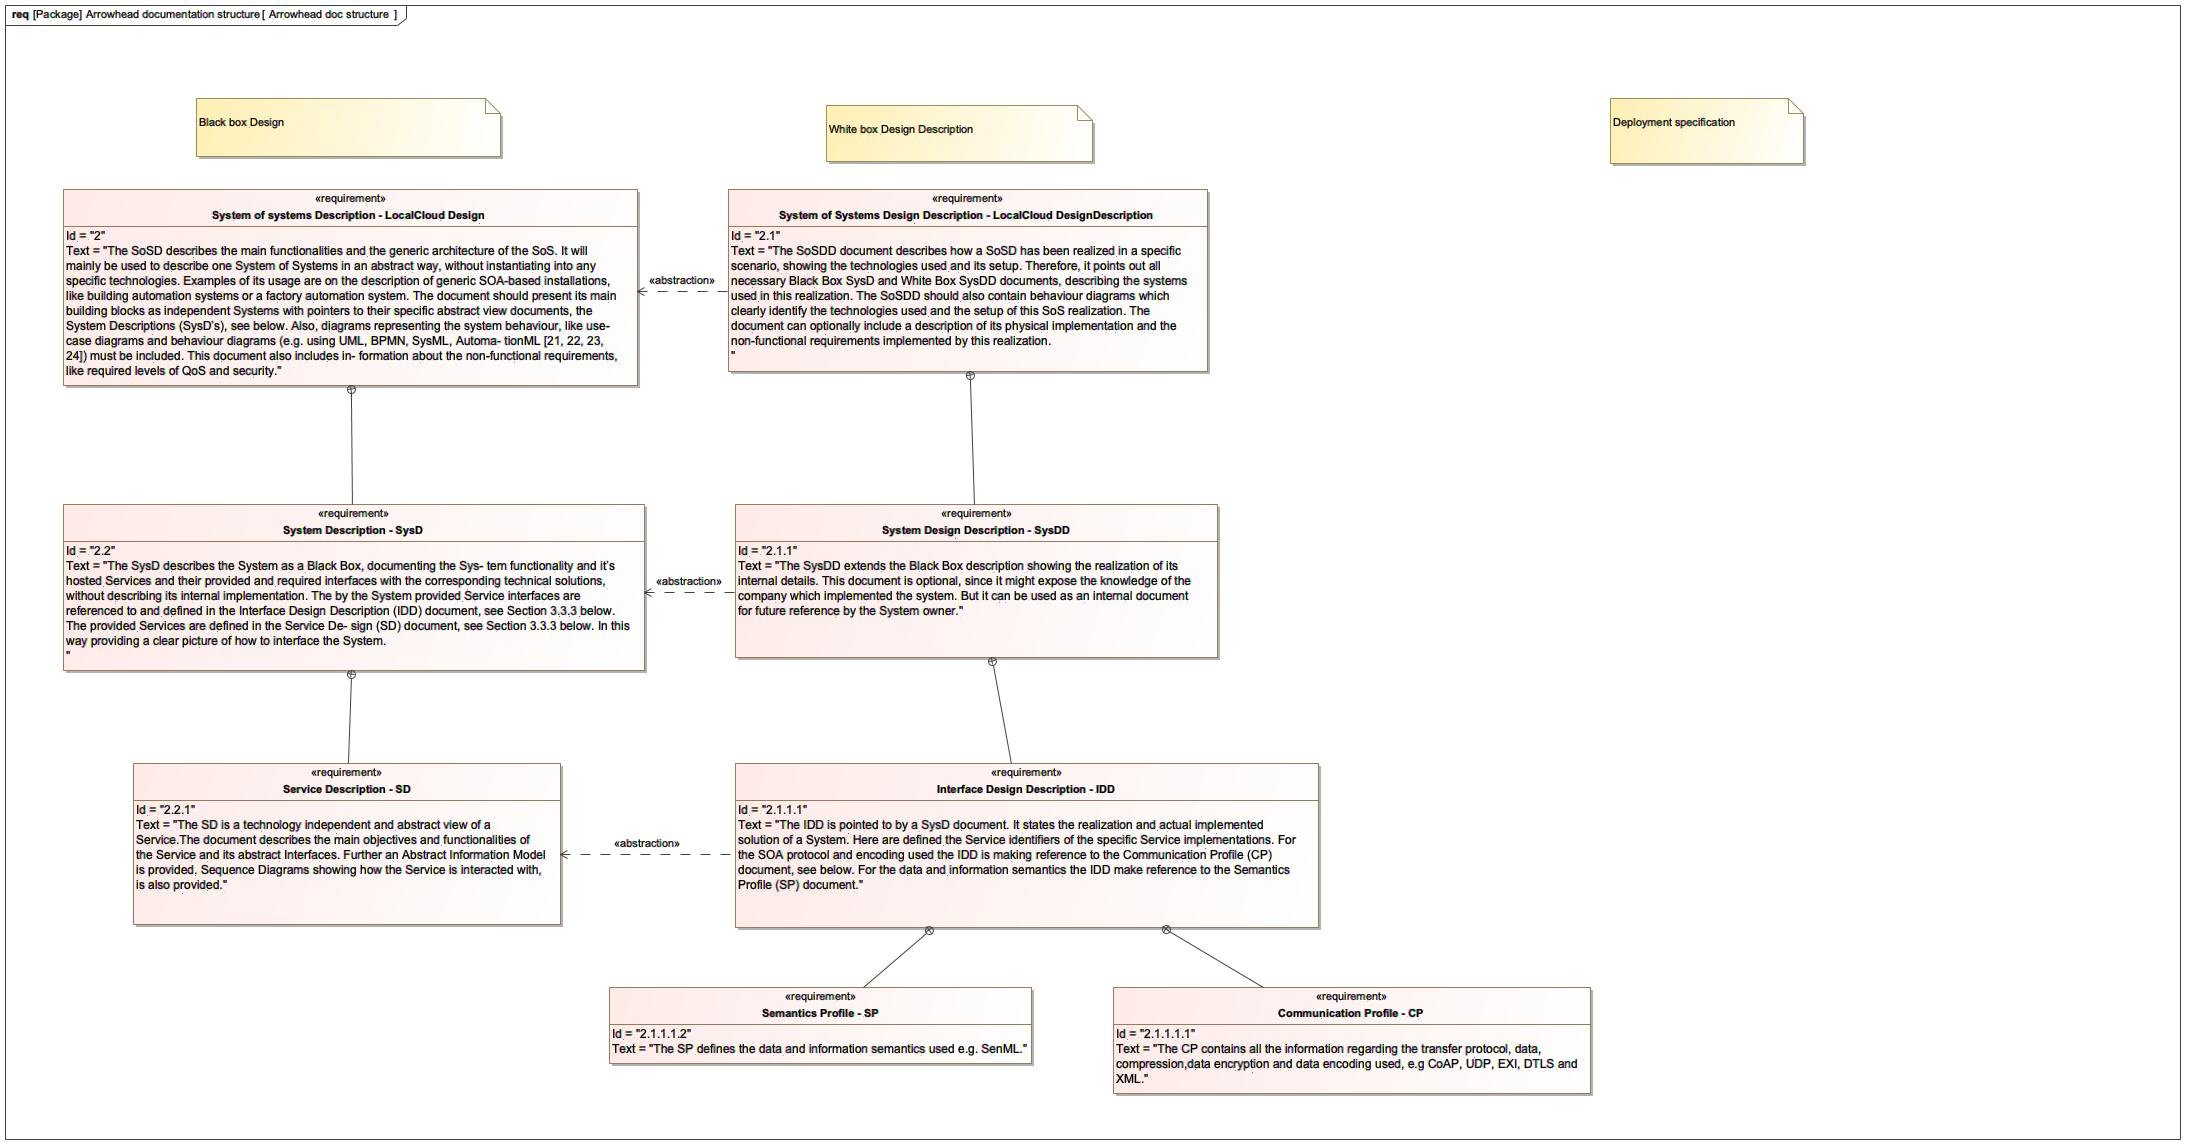 req [Package] Arrowhead documentation structure [ Arrowhead doc structure ]
Black box Design
White box Design Description
Deployment specification
«requirement»
System of systems Description - LocalCloud Design
Id = "2"
Text = "The SoSD describes the main functionalities and the generic architecture of the SoS. It will
mainly be used to describe one System of Systems in an abstract way, without instantiating into any
specific technologies. Examples of its usage are on the description of generic SOA-based installations,
like building automation systems or a factory automation system. The document should present its main
building blocks as independent Systems with pointers to their specific abstract view documents, the
System Descriptions (SysD's), see below. Also, diagrams representing the system behaviour, like use-
case diagrams and behaviour diagrams (e.g. using UML, BPMN, SysML, Automa- tionML [21, 22, 23,
24]) must be included. This document also includes in- formation about the non-functional requirements,
like required levels of QoS and security."
«abstraction»
«requirement»
System of Systems Design Description - LocalCloud DesignDescription
Id = "2.1"
Text = "The SoSDD document describes how a SoSD has been realized in a specific
scenario, showing the technologies used and its setup. Therefore, it points out all
necessary Black Box SysD and White Box SysDD documents, describing the systems
used in this realization. The SoSDD should also contain behaviour diagrams which
clearly identify the technologies used and the setup of this SoS realization. The
document can optionally include a description of its physical implementation and the
non-functional requirements implemented by this realization.
"
«requirement»
System Description - SysD
Id = "2.2"
Text = "The SysD describes the System as a Black Box, documenting the Sys- tem functionality and it's
hosted Services and their provided and required interfaces with the corresponding technical solutions,
without describing its internal implementation. The by the System provided Service interfaces are
referenced to and defined in the Interface Design Description (IDD) document, see Section 3.3.3 below.
The provided Services are defined in the Service De- sign (SD) document, see Section 3.3.3 below. In this
way providing a clear picture of how to interface the System.
"
«abstraction»
«requirement»
System Design Description - SysDD
Id = "2.1.1"
Text = "The SysDD extends the Black Box description showing the realization of its
internal details. This document is optional, since it might expose the knowledge of the
company which implemented the system. But it can be used as an internal document
for future reference by the System owner."
«requirement»
Service Description - SD
Id = "2.2.1"
Text = "The SD is a technology independent and abstract view of a
Service.The document describes the main objectives and functionalities of
the Service and its abstract Interfaces. Further an Abstract Information Model
is provided. Sequence Diagrams showing how the Service is interacted with,
is also provided."
«abstraction»
«requirement»
Interface Design Description - IDD
Id = "2.1.1.1"
Text = "The IDD is pointed to by a SysD document. It states the realization and actual implemented
solution of a System. Here are defined the Service identifiers of the specific Service implementations. For
the SOA protocol and encoding used the IDD is making reference to the Communication Profile (CP)
document, see below. For the data and information semantics the IDD make reference to the Semantics
Profile (SP) document."
«requirement»
Semantics Profile - SP
Id = "2.1.1.1.2"
Text = "The SP defines the data and information semantics used e.g. SenML."
«requirement»
Communication Profile - CP
Id = "2.1.1.1.1"
Text = "The CP contains all the information regarding the transfer protocol, data,
compression,data encryption and data encoding used, e.g CoAP, UDP, EXI, DTLS and
XML."